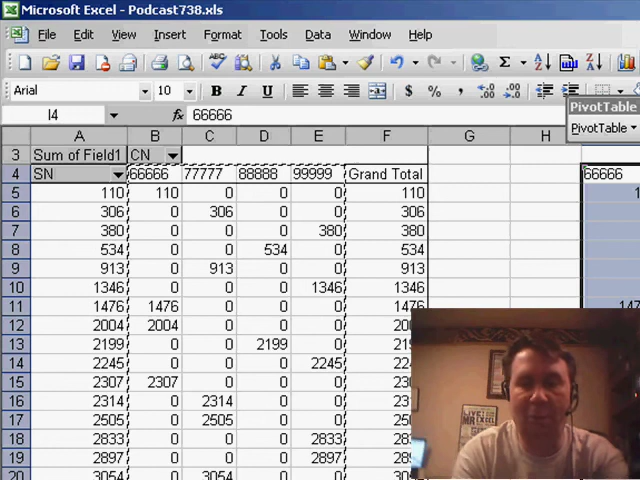 Microsoft Excel - Podcast738.xls
File Edit View Insert Format Tools Data Window Help
Arial 10 B I U $ % ,
I4 fx 66666
PivotTable
PivotTable
A B C D E F G H
3 Sum of Field1 CN
4 SN 66666 77777 88888 99999 Grand Total 66666
5 110 110 0 0 0 110
6 306 0 306 0 0 306
7 380 0 0 0 380 380
8 534 0 0 534 0 534
9 913 0 913 0 0 913
10 1346 0 0 0 1346 1346
11 1476 1476 0 0 0
12 2004 2004 0 0 0
13 2199 0 0 2199 0
14 2245 0 0 0 2245
15 2307 2307 0 0 0
16 2314 0 2314 0 0
17 2505 0 2505 0 0
18 2833 0 0 0 2833
19 2897 0 0 0 2897
20 3054 0 3054 0 0
LIVE!
MR EXCEL